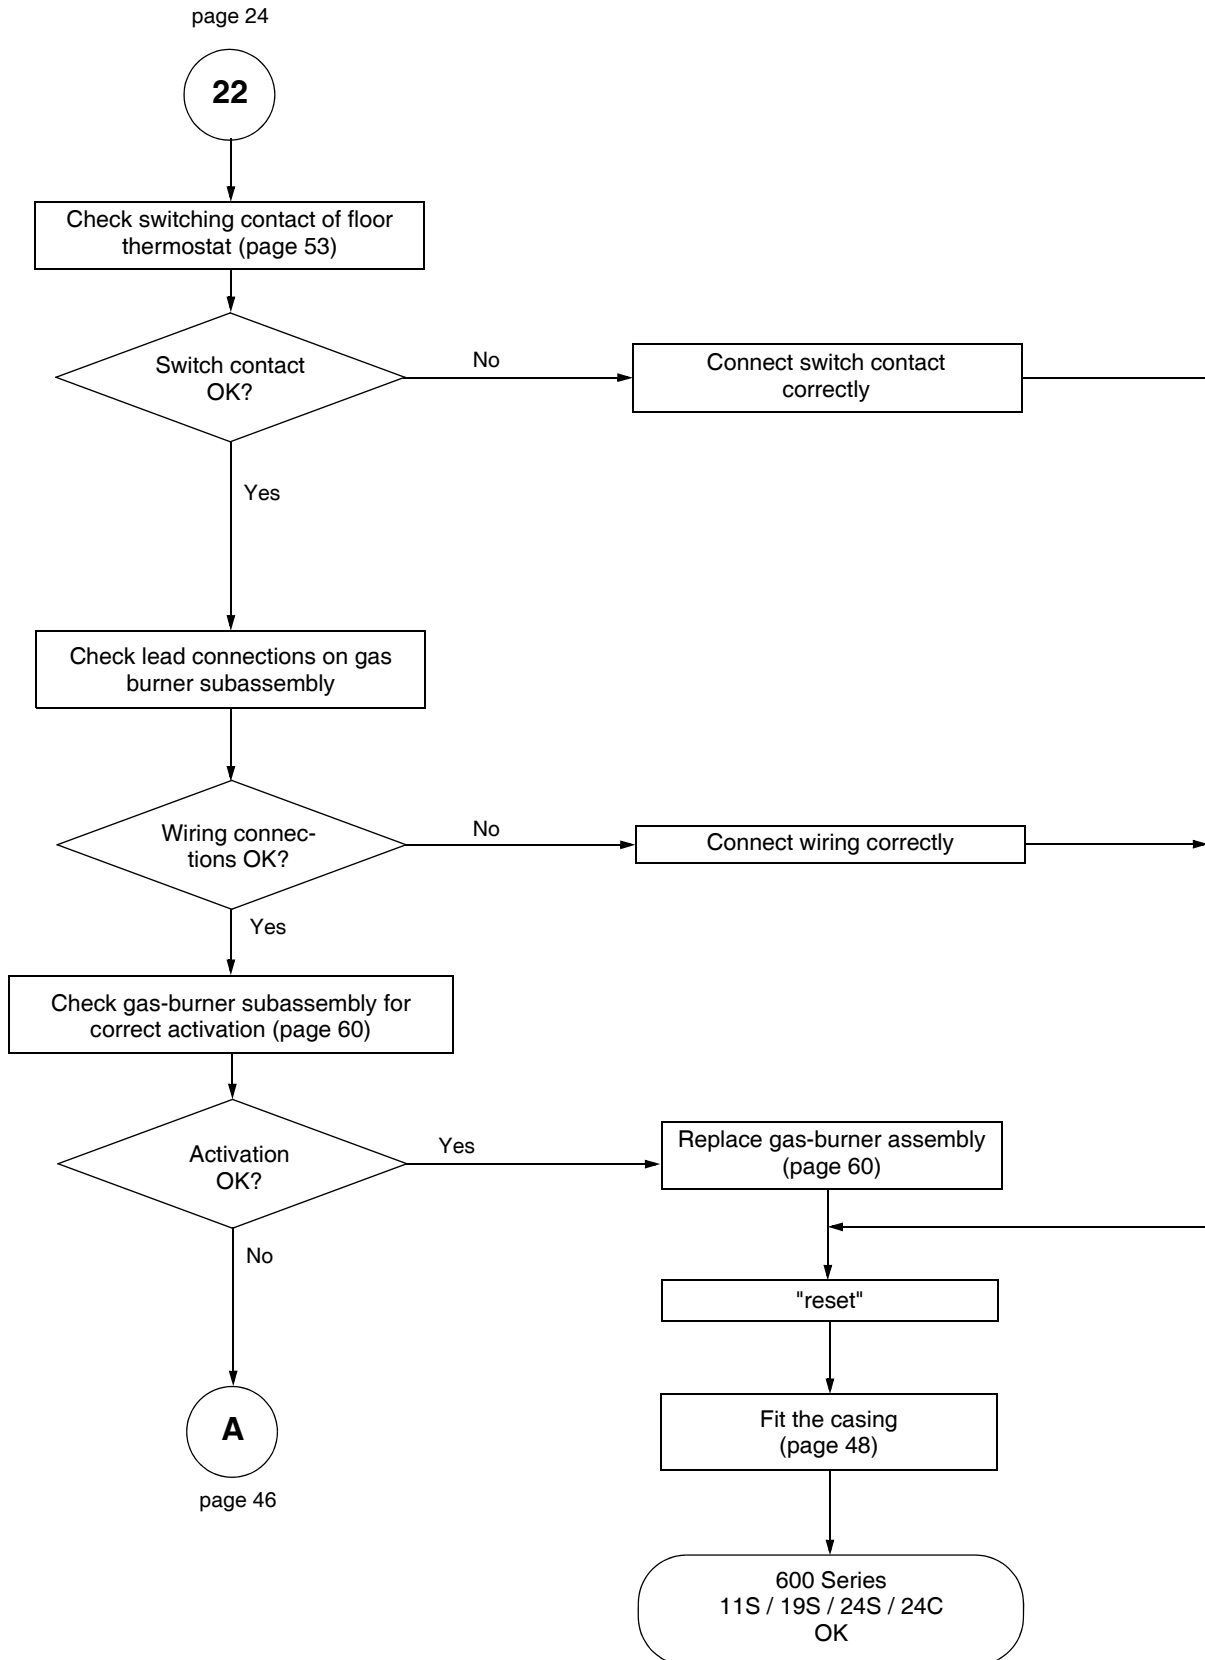 page 24
22
Check switching contact of floor
thermostat (page 53)
Switch contact
OK?
No
Connect switch contact
correctly
Yes
Check lead connections on gas
burner subassembly
Wiring connec-
tions OK?
No
Connect wiring correctly
Yes
Check gas-burner subassembly for
correct activation (page 60)
Activation
OK?
Yes
Replace gas-burner assembly
(page 60)
No
"reset"
Fit the casing
(page 48)
A
page 46
600 Series
11S / 19S / 24S / 24C
OK